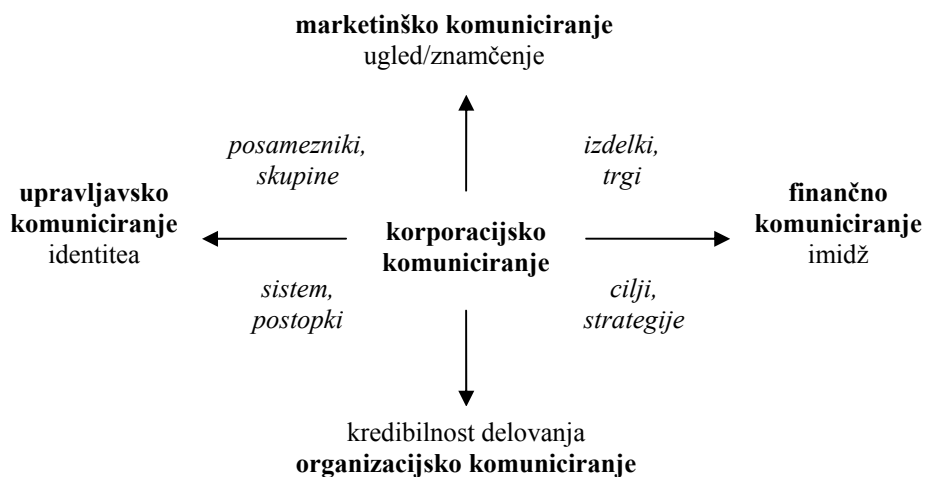 marketinško komuniciranje
ugled/znamčenje
posamezniki,
skupine
izdelki,
trgi
upravljavsko
komuniciranje
identitea
korporacijsko
komuniciranje
finančno
komuniciranje
imidž
sistem,
postopki
cilji,
strategije
kredibilnost delovanja
organizacijsko komuniciranje